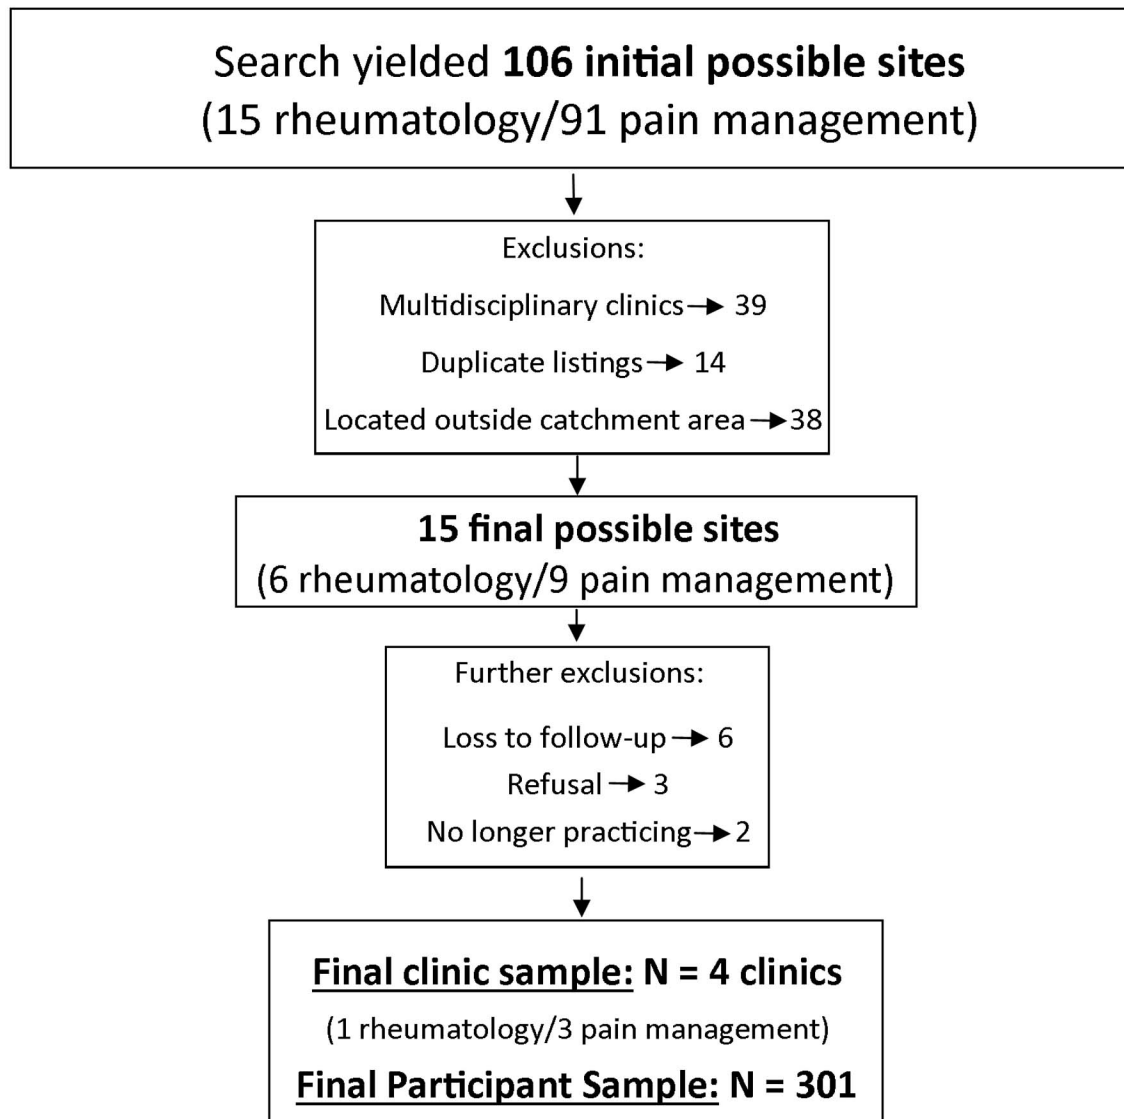 Search yielded 106 initial possible sites
(15 rheumatology/91 pain management)
Exclusions:
Multidisciplinary clinics → 39
Duplicate listings → 14
Located outside catchment area → 38
15 final possible sites
(6 rheumatology/9 pain management)
Further exclusions:
Loss to follow-up → 6
Refusal → 3
No longer practicing → 2
Final clinic sample: N = 4 clinics
(1 rheumatology/3 pain management)
Final Participant Sample: N = 301